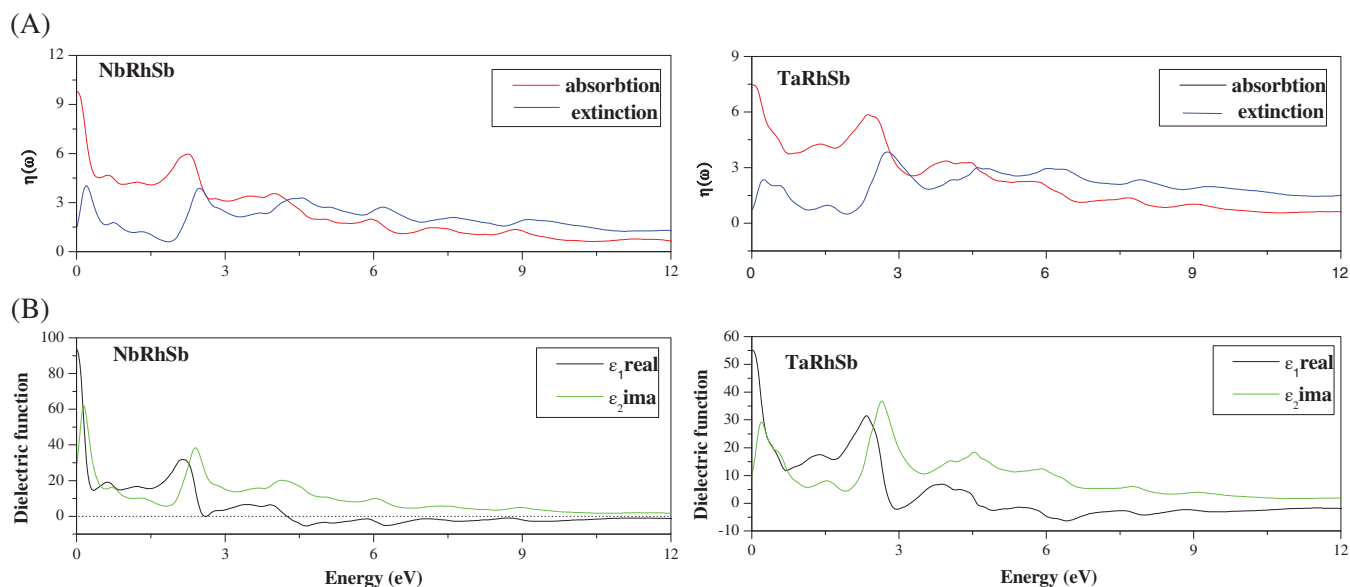 (A)
NbRhSb
absorbtion
extinction
η(ω)
12
9
6
3
0
0
3
6
9
12
TaRhSb
absorbtion
extinction
η(ω)
9
6
3
0
0
3
6
9
12
(B)
NbRhSb
ε₁real
ε₂ima
Dielectric function
100
80
60
40
20
0
0
3
6
9
12
Energy (eV)
TaRhSb
ε₁real
ε₂ima
Dielectric function
60
50
40
30
20
10
0
-10
0
3
6
9
12
Energy (eV)